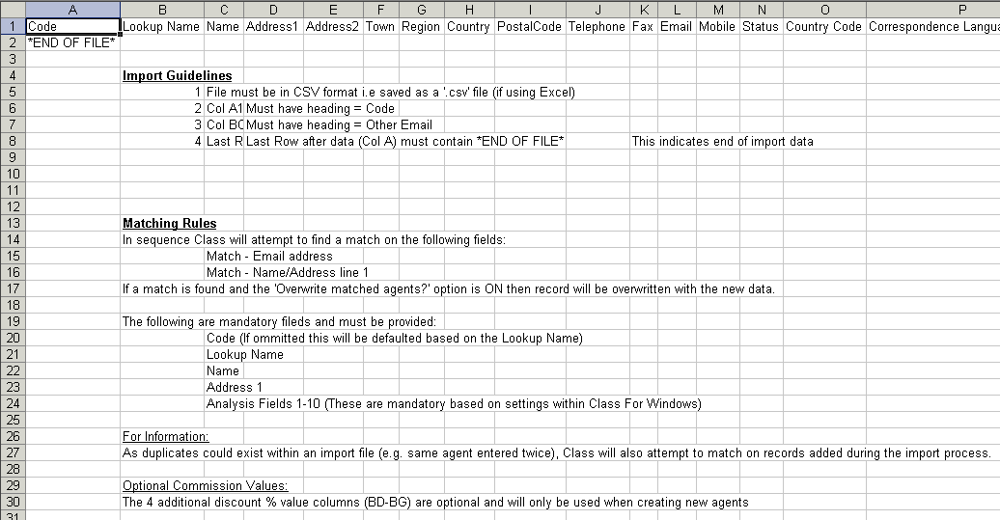 A B C D E F G H I J K L M N O P
1 Code Lookup Name Name Address1 Address2 Town Region Country PostalCode Telephone Fax Email Mobile Status Country Code Correspondence Langua
2 *END OF FILE*
3
4 Import Guidelines
5 1 File must be in CSV format i.e saved as a '.csv' file (if using Excel)
6 2 Col A1 Must have heading = Code
7 3 Col BC Must have heading = Other Email
8 4 Last R Last Row after data (Col A) must contain *END OF FILE* This indicates end of import data
9
10
11
12
13 Matching Rules
14 In sequence Class will attempt to find a match on the following fields:
15 Match - Email address
16 Match - Name/Address line 1
17 If a match is found and the 'Overwrite matched agents?' option is ON then record will be overwritten with the new data.
18
19 The following are mandatory fileds and must be provided:
20 Code (If ommitted this will be defaulted based on the Lookup Name)
21 Lookup Name
22 Name
23 Address 1
24 Analysis Fields 1-10 (These are mandatory based on settings within Class For Windows)
25
26 For Information:
27 As duplicates could exist within an import file (e.g. same agent entered twice), Class will also attempt to match on records added during the import process.
28
29 Optional Commission Values:
30 The 4 additional discount % value columns (BD-BG) are optional and will only be used when creating new agents
31